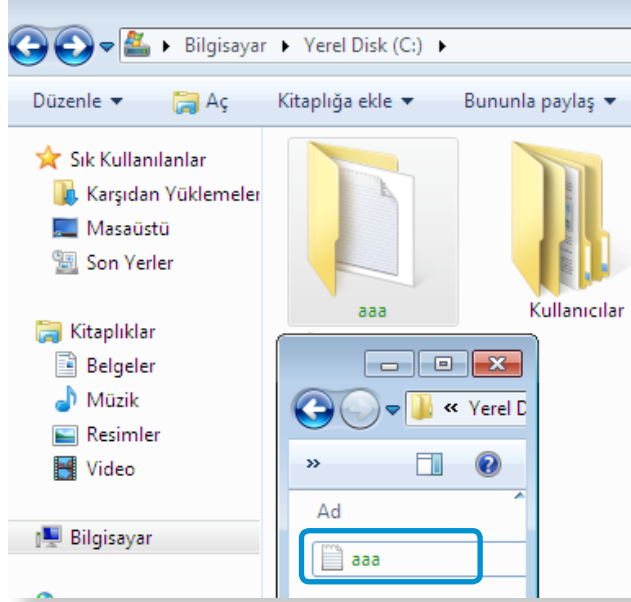 Bilgisayar ▸ Yerel Disk (C:) ▸
Düzenle Aç Kitaplığa ekle Bununla paylaş
Sık Kullanılanlar
Karşıdan Yüklemeler
Masaüstü
Son Yerler
Kitaplıklar
Belgeler
Müzik
Resimler
Video
Bilgisayar
aaa
Kullanıcılar
« Yerel D
»
Ad
aaa